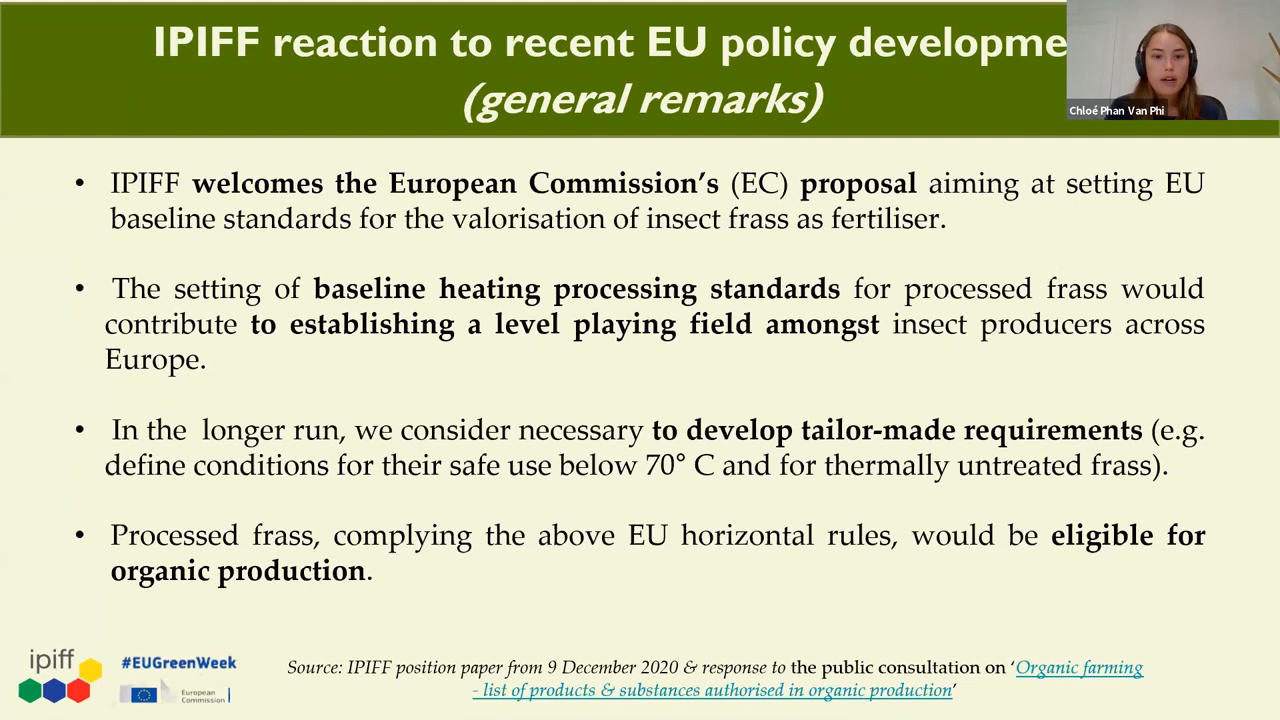 IPIFF reaction to recent EU policy developme
(general remarks)
Chloé Phan Van Phi
• IPIFF welcomes the European Commission’s (EC) proposal aiming at setting EU
baseline standards for the valorisation of insect frass as fertiliser.
• The setting of baseline heating processing standards for processed frass would
contribute to establishing a level playing field amongst insect producers across
Europe.
• In the longer run, we consider necessary to develop tailor-made requirements (e.g.
define conditions for their safe use below 70° C and for thermally untreated frass).
• Processed frass, complying the above EU horizontal rules, would be eligible for
organic production.
ipiff
#EUGreenWeek
European
Commission
Source: IPIFF position paper from 9 December 2020 & response to the public consultation on ‘Organic farming
- list of products & substances authorised in organic production’